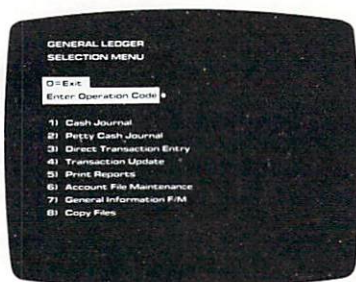 GENERAL LEDGER
SELECTION MENU
0=Exit
Enter Operation Code
1) Cash Journal
2) Petty Cash Journal
3) Direct Transaction Entry
4) Transaction Update
5) Print Reports
6) Account File Maintenance
7) General Information F/M
8) Copy Files